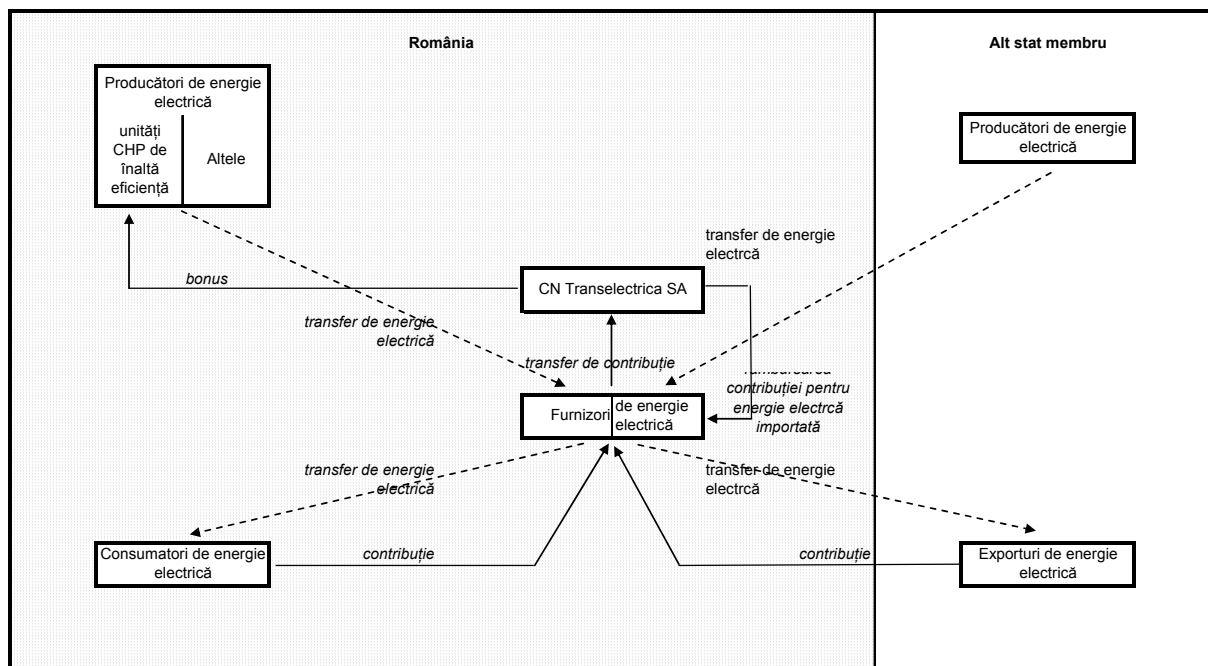 România
Alt stat membru
Producători de energie
electrică
unități
CHP de
înaltă
eficiență
Altele
Producători de energie
electrică
transfer de energie
electrcă
bonus
CN Transelectrica SA
transfer de energie
electrică
transfer de contribuție
contribuției pentru
energie electrcă
importată
Furnizori
de energie
electrică
transfer de energie
electrică
transfer de energie
electrcă
Consumatori de energie
electrică
contribuție
contribuție
Exporturi de energie
electrică